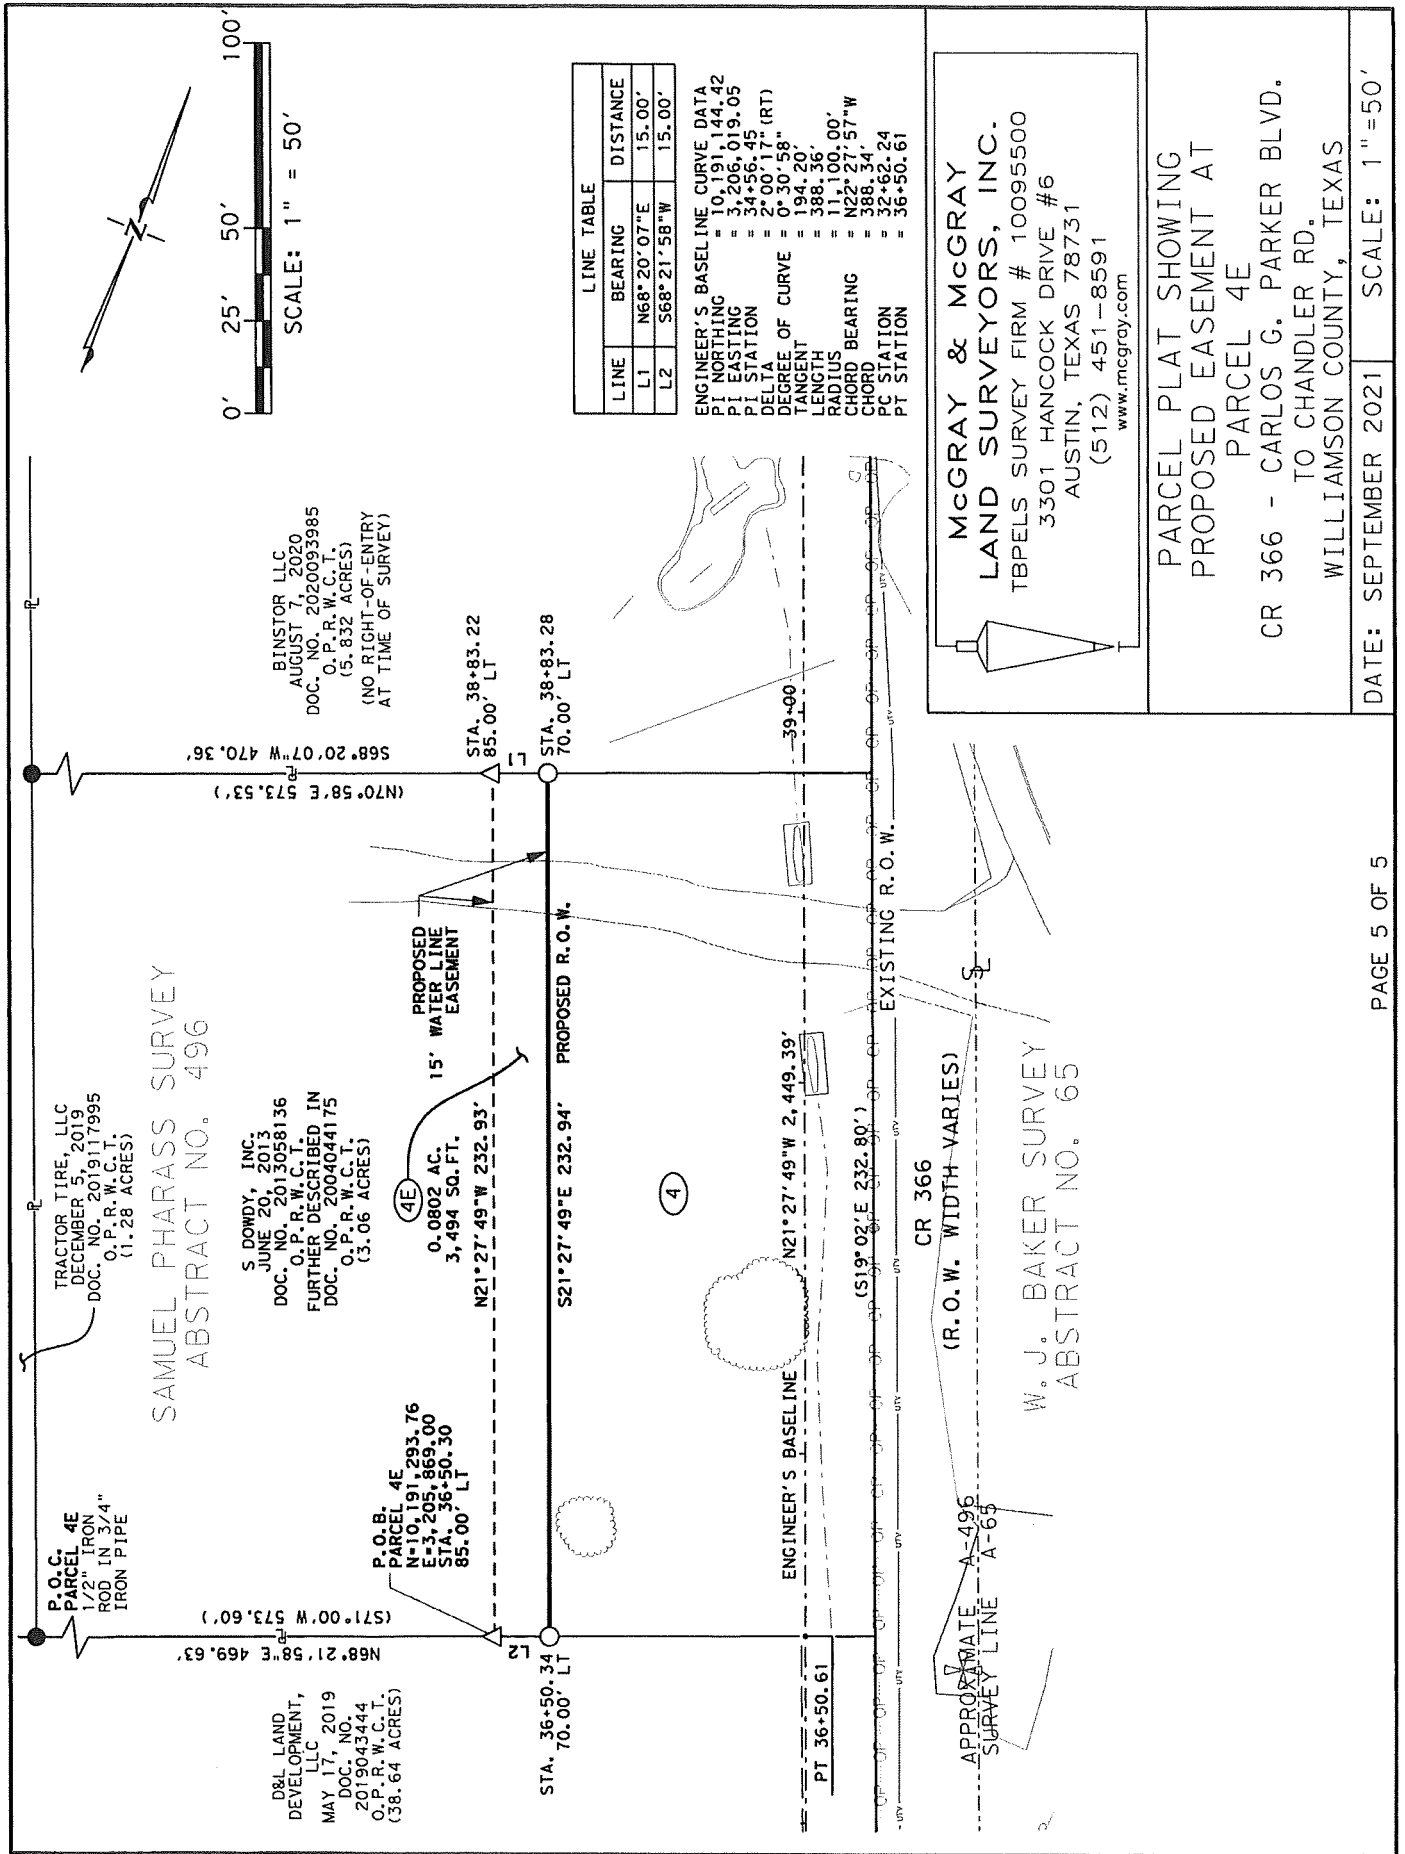 TRACTOR TIRE, LLC
DECEMBER 5, 2019
DOC. NO. 2019117995
O.P.R.W.C.T.
(1.28 ACRES)
P.O.C.
PARCEL 4E
1/2" IRON
ROD IN 3/4"
IRON PIPE
SAMUEL PHARASS SURVEY
ABSTRACT NO. 496
D&L LAND
DEVELOPMENT,
LLC
MAY 17, 2019
DOC. NO.
2019043444
O.P.R.W.C.T.
(38.64 ACRES)
N68°21'58"E 469.63'
(S71°00'W 573.60')
S DOWDY, INC.
JUNE 20, 2013
DOC. NO. 2013058136
O.P.R.W.C.T.
FURTHER DESCRIBED IN
DOC. NO. 2004044175
O.P.R.W.C.T.
(3.06 ACRES)
(N70°58'E 573.53')
S68°20'07"W 470.36'
BINSTOR LLC
AUGUST 7, 2020
DOC. NO. 2020093985
O.P.R.W.C.T.
(5.832 ACRES)
(NO RIGHT-OF-ENTRY
AT TIME OF SURVEY)
P.O.B.
PARCEL 4E
N=10,191,293.76
E=3,205,869.00
STA. 36+50.30
85.00' LT
4E
0.0802 AC.
3,494 SQ.FT.
PROPOSED
15' WATER LINE
EASEMENT
N21°27'49"W 232.93'
STA. 38+83.22
85.00' LT
L1
L2
STA. 36+50.34
70.00' LT
STA. 38+83.28
70.00' LT
S21°27'49"E 232.94'
PROPOSED R.O.W.
4
PT 36+50.61
ENGINEER'S BASELINE
N21°27'49"W 2,449.39'
39+00
(S19°02'E 232.80')
EXISTING R.O.W.
CR 366
(R.O.W. WIDTH VARIES)
APPROXIMATE A-496
SURVEY LINE A-65
W. J. BAKER SURVEY
ABSTRACT NO. 65
N
0'
25'
50'
100'
SCALE: 1" = 50'
LINE TABLE
LINE BEARING DISTANCE
L1 N68°20'07"E 15.00'
L2 S68°21'58"W 15.00'
ENGINEER'S BASELINE CURVE DATA
PI NORTHING = 10,191,144.42
PI EASTING = 3,206,019.05
PI STATION = 34+56.45
DELTA = 2°00'17" (RT)
DEGREE OF CURVE = 0°30'58"
TANGENT = 194.20'
LENGTH = 388.36'
RADIUS = 11,100.00'
CHORD BEARING = N22°27'57"W
CHORD = 388.34'
PC STATION = 32+62.24
PT STATION = 36+50.61
McGRAY & McGRAY
LAND SURVEYORS, INC.
TBPELS SURVEY FIRM # 10095500
3301 HANCOCK DRIVE #6
AUSTIN, TEXAS 78731
(512) 451-8591
www.mcgray.com
PARCEL PLAT SHOWING
PROPOSED EASEMENT AT
PARCEL 4E
CR 366 - CARLOS G. PARKER BLVD.
TO CHANDLER RD.
WILLIAMSON COUNTY, TEXAS
DATE: SEPTEMBER 2021
SCALE: 1"=50'
PAGE 5 OF 5